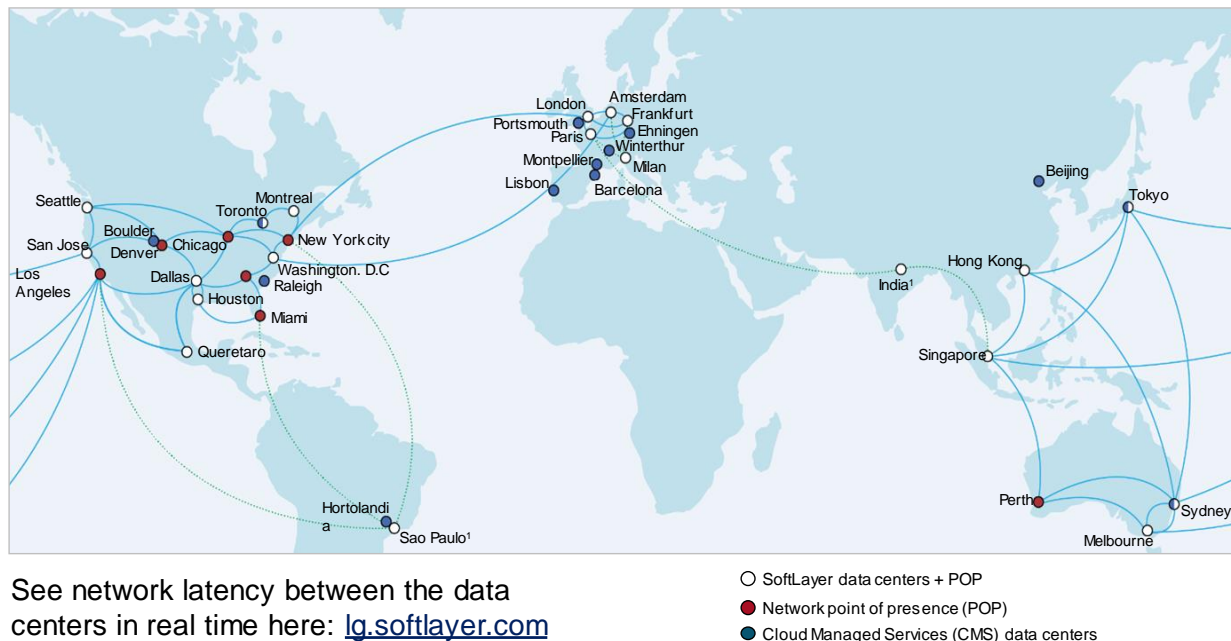 Amsterdam
London
Frankfurt
Portsmouth
Ehningen
Paris
Winterthur
Montpellier
Milan
Lisbon
Barcelona
Beijing
Tokyo
Seattle
Montreal
Toronto
Boulder
Chicago
New York city
San Jose
Denver
Los
Angeles
Dallas
Washington. D.C
Raleigh
Houston
Miami
Queretaro
Hong Kong
India¹
Singapore
Hortolandi
a
Sao Paulo¹
Perth
Sydney
Melbourne
See network latency between the data
centers in real time here: lg.softlayer.com
SoftLayer data centers + POP
Network point of presence (POP)
Cloud Managed Services (CMS) data centers